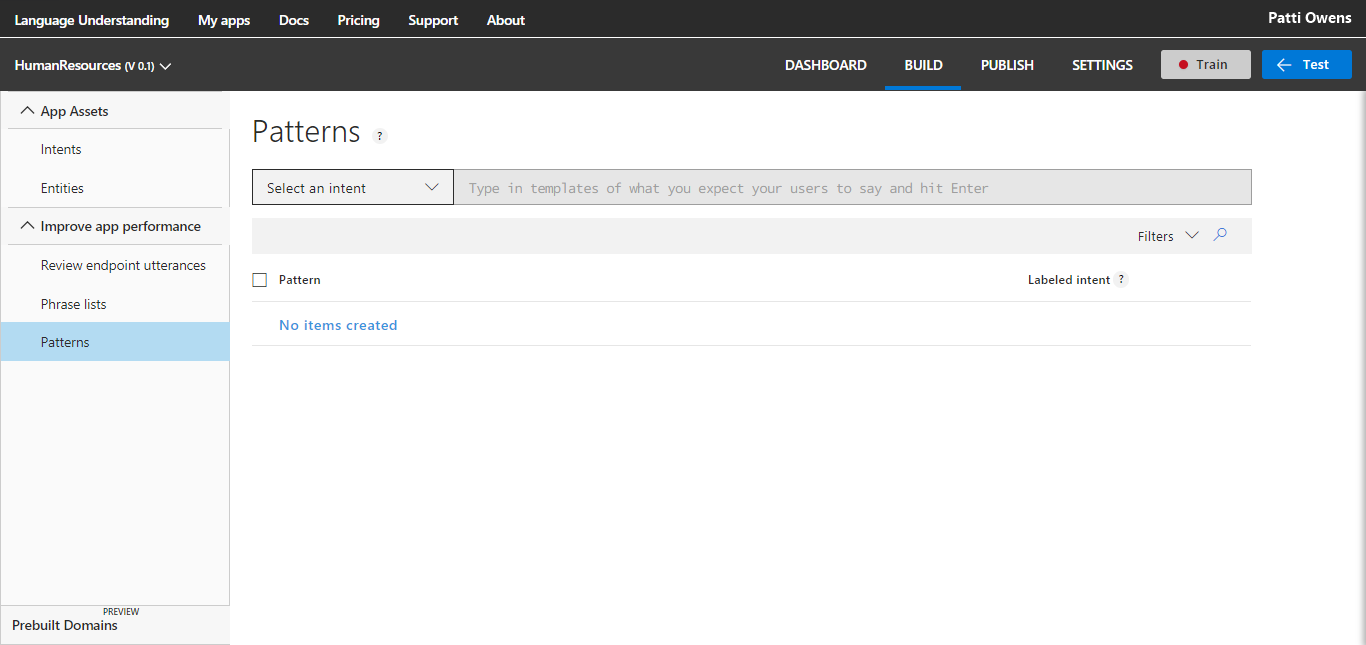 Language Understanding My apps Docs Pricing Support About Patti Owens
HumanResources (V 0.1) DASHBOARD BUILD PUBLISH SETTINGS Train Test
App Assets
Intents
Entities
Improve app performance
Review endpoint utterances
Phrase lists
Patterns
PREVIEW
Prebuilt Domains
Patterns ?
Select an intent Type in templates of what you expect your users to say and hit Enter
Filters
Pattern Labeled intent ?
No items created